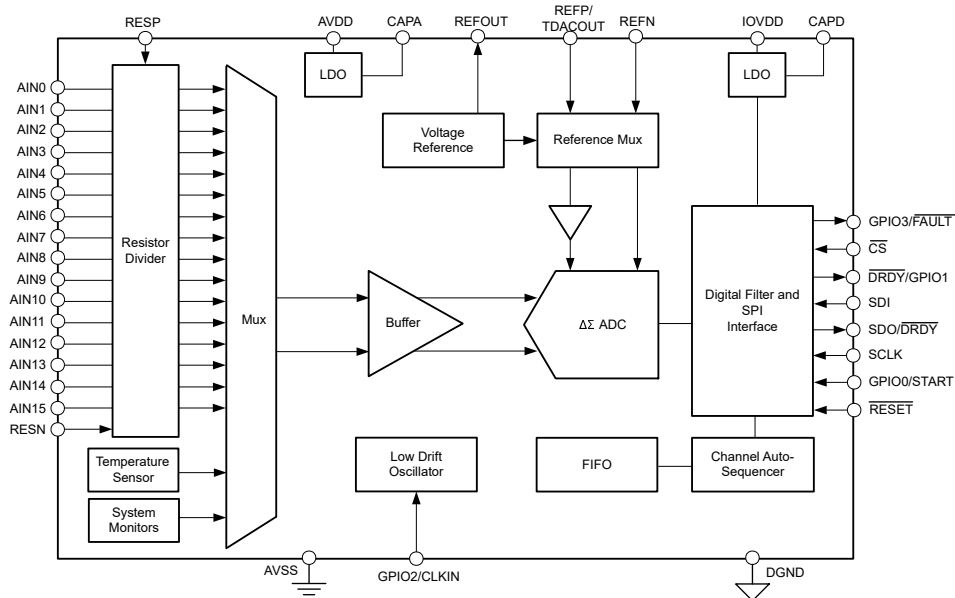 RESP
AVDD
CAPA
REFOUT
REFP/
TDACOUT
REFN
IOVDD
CAPD
LDO
LDO
AIN0
AIN1
AIN2
AIN3
AIN4
AIN5
AIN6
AIN7
AIN8
AIN9
AIN10
AIN11
AIN12
AIN13
AIN14
AIN15
RESN
Resistor
Divider
Mux
Voltage
Reference
Reference Mux
Buffer
ΔΣ ADC
Digital Filter and
SPI
Interface
GPIO3/FAULT
CS
DRDY/GPIO1
SDI
SDO/DRDY
SCLK
GPIO0/START
RESET
Temperature
Sensor
System
Monitors
Low Drift
Oscillator
FIFO
Channel Auto-
Sequencer
AVSS
GPIO2/CLKIN
DGND